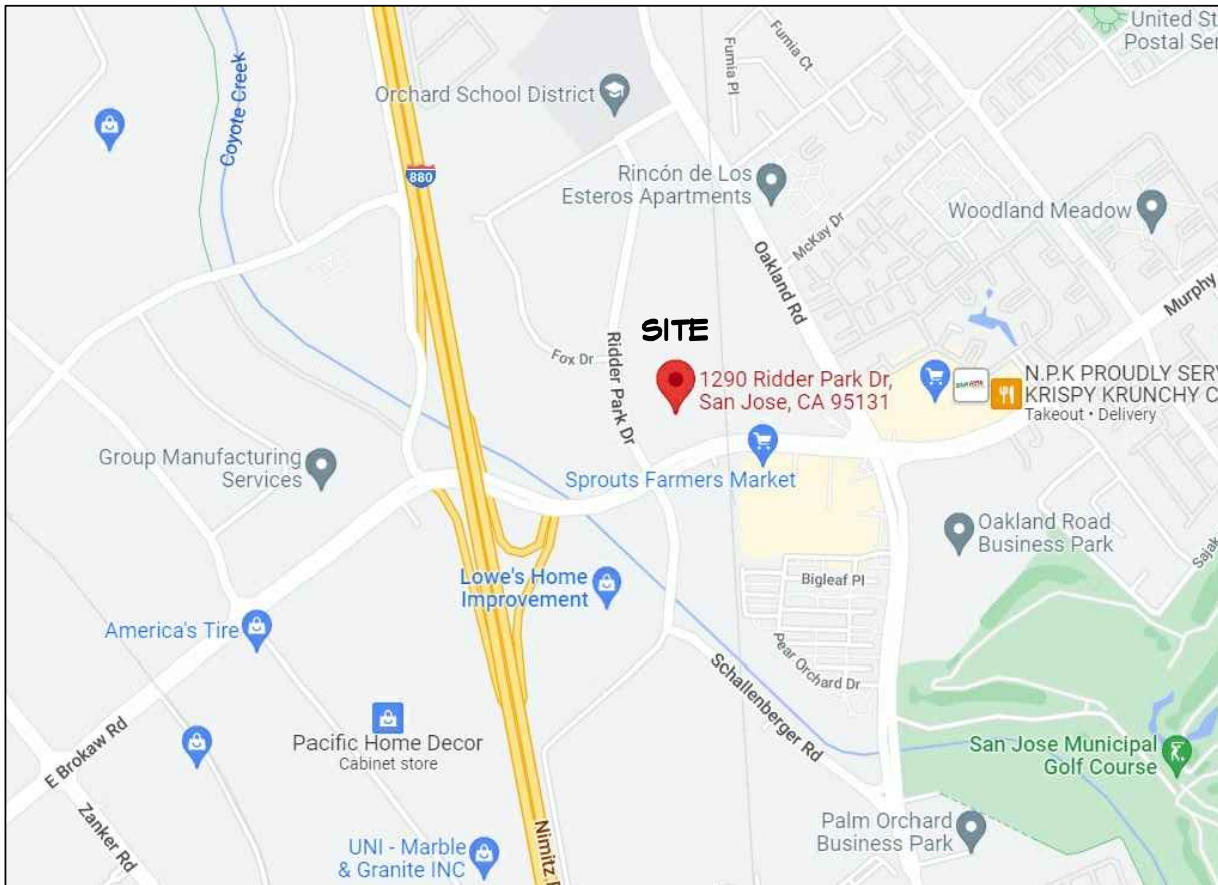 United St
Postal Ser
Fumia Ct
Fumia Pl
Orchard School District
Coyote Creek
880
Rincón de Los
Esteros Apartments
McKay Dr
Woodland Meadow
Oakland Rd
Murphy
SITE
Ridder Park Dr
Fox Dr
1290 Ridder Park Dr,
San Jose, CA 95131
N.P.K PROUDLY SERV
KRISPY KRUNCHY C
Takeout • Delivery
Group Manufacturing
Services
Sprouts Farmers Market
Oakland Road
Business Park
Sajak
Bigleaf Pl
Lowe's Home
Improvement
America's Tire
Pear Orchard Dr
Schallenberger Rd
E Brokaw Rd
Pacific Home Decor
Cabinet store
San Jose Municipal
Golf Course
Zanker Rd
Nimitz F
Palm Orchard
Business Park
UNI - Marble
& Granite INC